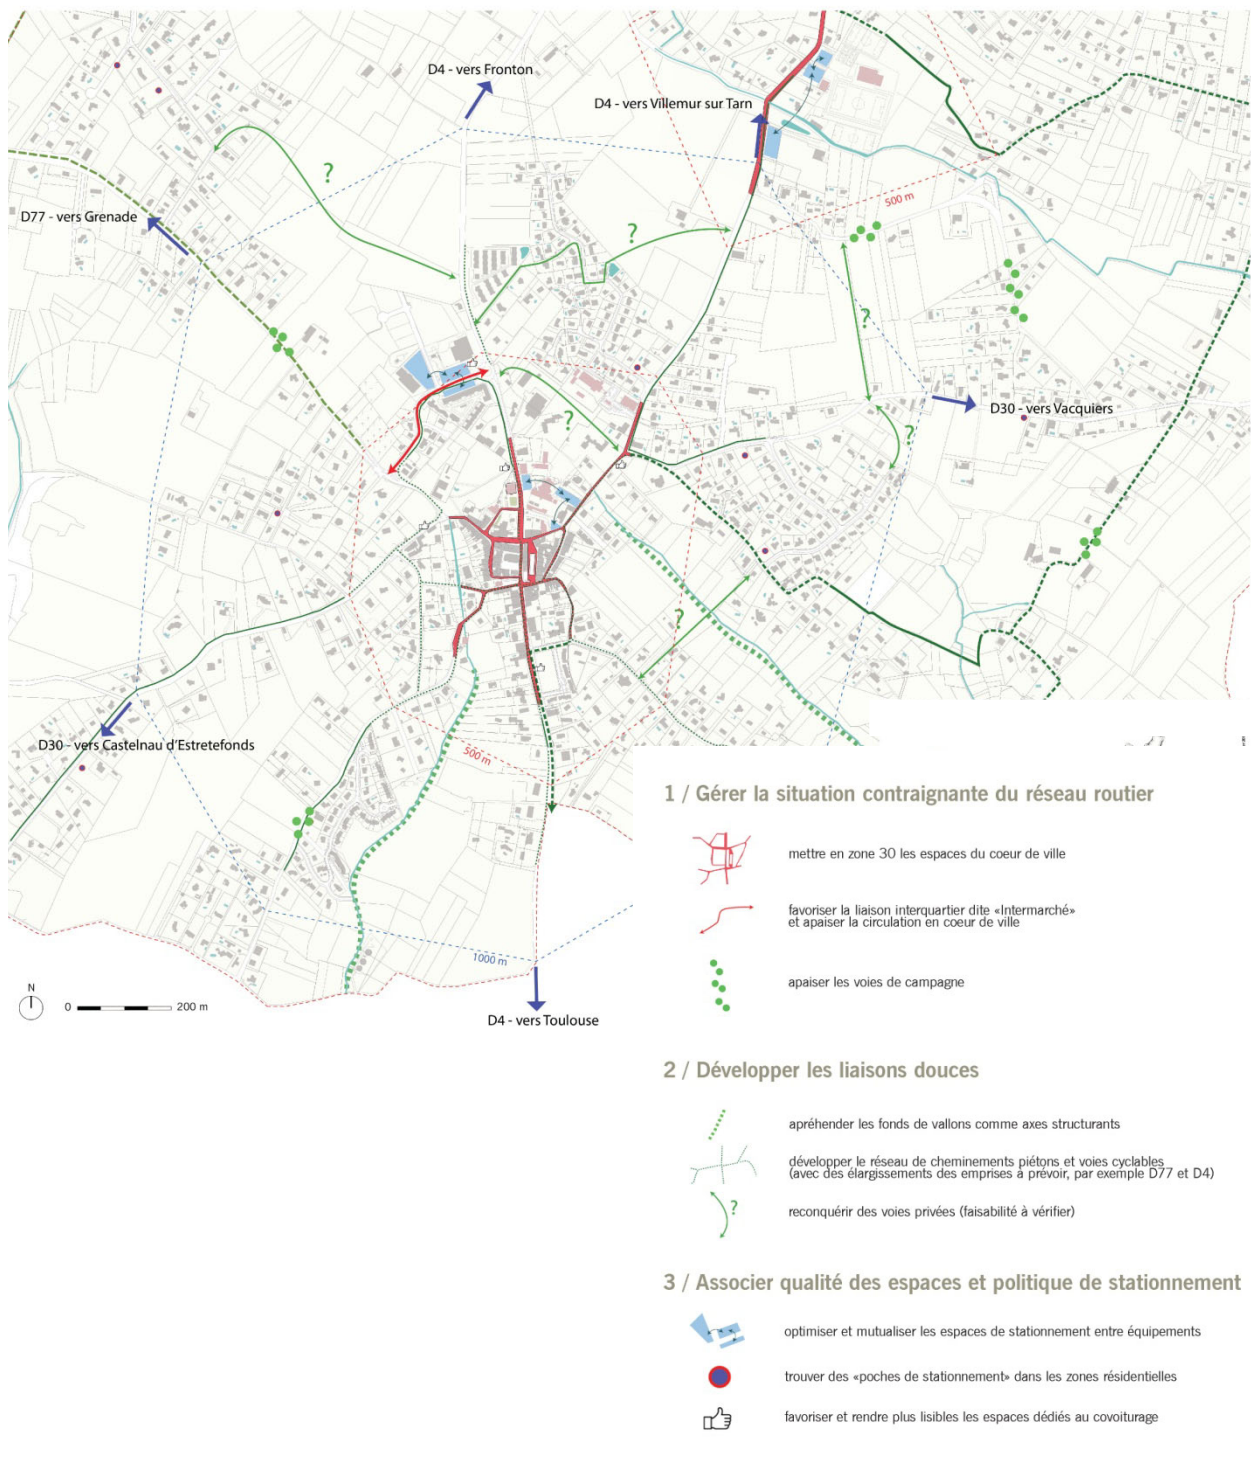 D4 - vers Fronton
D4 - vers Villemur sur Tarn
?
D77 - vers Grenade
500 m
?
?
D30 - vers Vacquiers
?
?
?
D30 - vers Castelnau d'Estretefonds
500 m
1000 m
N
0 200 m
D4 - vers Toulouse
1 / Gérer la situation contraignante du réseau routier
mettre en zone 30 les espaces du coeur de ville
favoriser la liaison interquartier dite «Intermarché»
et apaiser la circulation en coeur de ville
apaiser les voies de campagne
2 / Développer les liaisons douces
apréhender les fonds de vallons comme axes structurants
développer le réseau de cheminements piétons et voies cyclables
(avec des élargissements des emprises à prévoir, par exemple D77 et D4)
?
reconquérir des voies privées (faisabilité à vérifier)
3 / Associer qualité des espaces et politique de stationnement
optimiser et mutualiser les espaces de stationnement entre équipements
trouver des «poches de stationnement» dans les zones résidentielles
favoriser et rendre plus lisibles les espaces dédiés au covoiturage